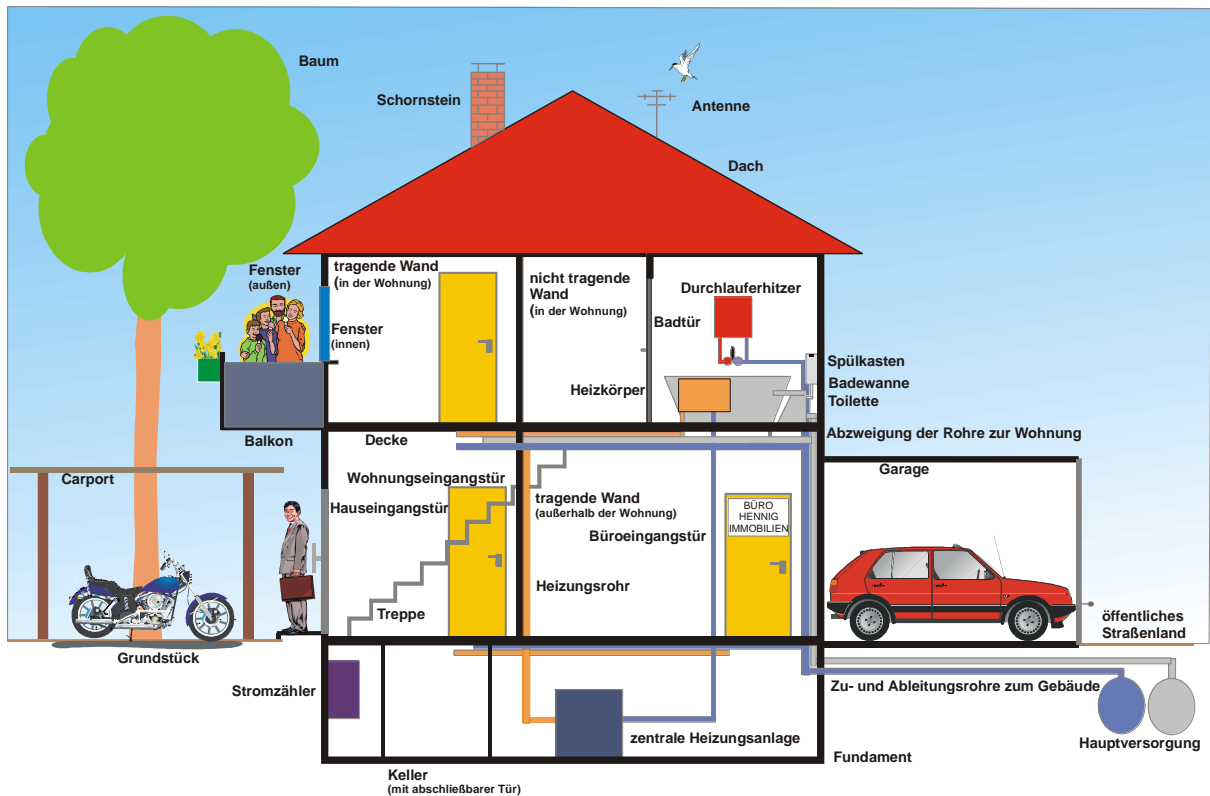 Baum
Schornstein
Antenne
Dach
Fenster
(außen)
tragende Wand
(in der Wohnung)
nicht tragende
Wand
(in der Wohnung)
Durchlauferhitzer
Badtür
Fenster
(innen)
Spülkasten
Heizkörper
Badewanne
Toilette
Balkon
Decke
Abzweigung der Rohre zur Wohnung
Carport
Wohnungseingangstür
Garage
Hauseingangstür
tragende Wand
(außerhalb der Wohnung)
BÜRO
HENNIG
IMMOBILIEN
Büroeingangstür
Heizungsrohr
Treppe
öffentliches
Straßenland
Grundstück
Stromzähler
Zu- und Ableitungsrohre zum Gebäude
zentrale Heizungsanlage
Hauptversorgung
Fundament
Keller
(mit abschließbarer Tür)